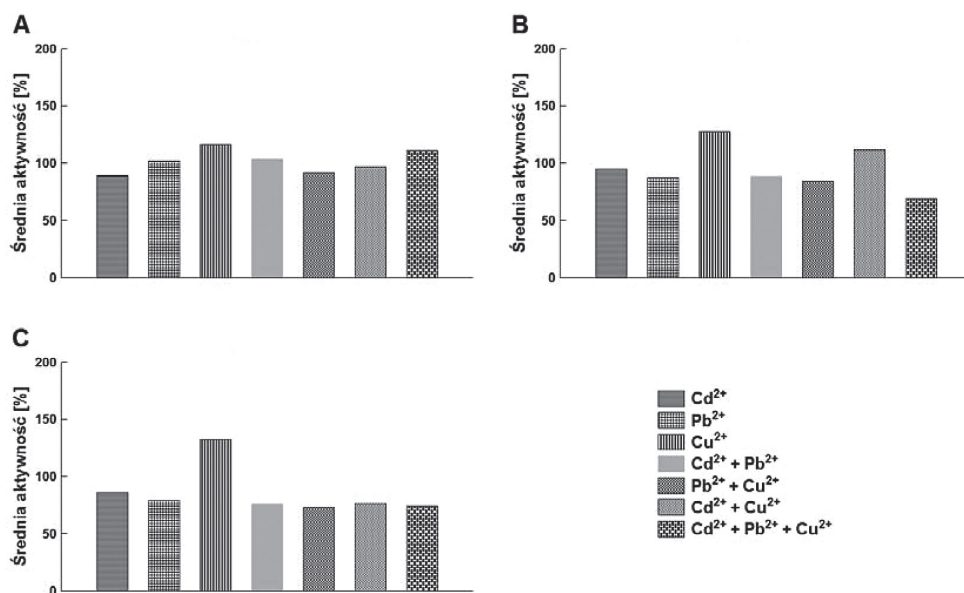 A
Średnia aktywność [%]
200
150
100
50
0
B
Średnia aktywność [%]
200
150
100
50
0
C
Średnia aktywność [%]
200
150
100
50
0
Cd²⁺
Pb²⁺
Cu²⁺
Cd²⁺ + Pb²⁺
Pb²⁺ + Cu²⁺
Cd²⁺ + Cu²⁺
Cd²⁺ + Pb²⁺ + Cu²⁺